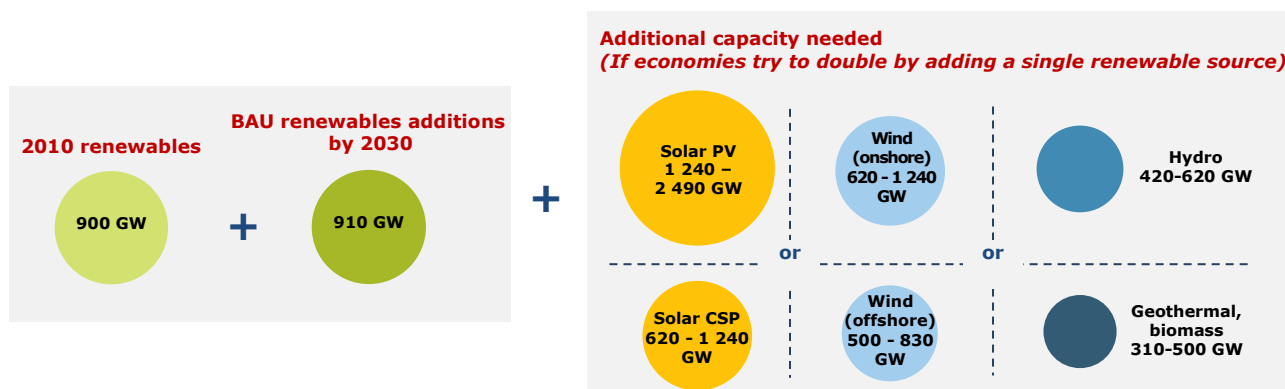 Additional capacity needed
(If economies try to double by adding a single renewable source)
BAU renewables additions
by 2030
2010 renewables
900 GW
+
910 GW
+
Solar PV
1 240 –
2 490 GW
Wind
(onshore)
620 - 1 240
GW
Hydro
420-620 GW
or
or
Solar CSP
620 - 1 240
GW
Wind
(offshore)
500 - 830
GW
Geothermal,
biomass
310-500 GW